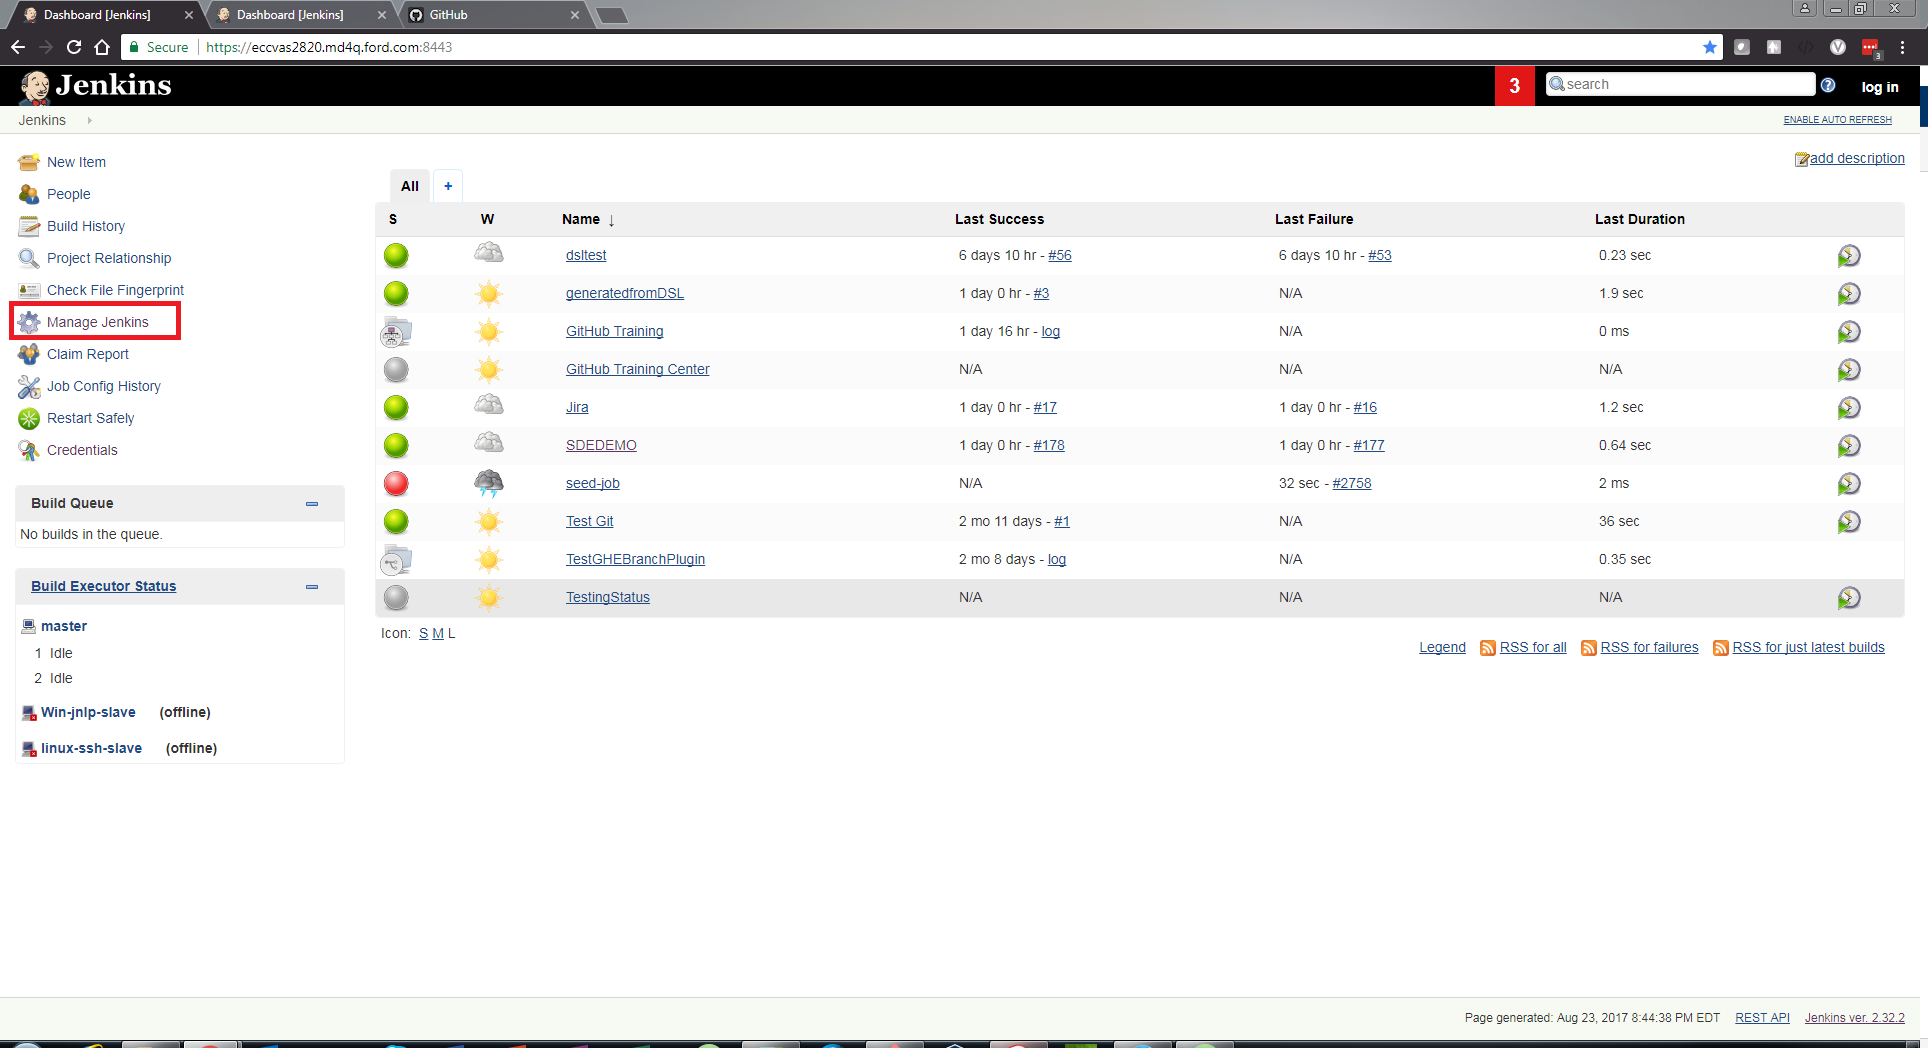 Dashboard [Jenkins]
Dashboard [Jenkins]
GitHub
Secure https://eccvas2820.md4q.ford.com:8443
3
Jenkins
3
search
log in
Jenkins
ENABLE AUTO REFRESH
New Item
People
Build History
Project Relationship
Check File Fingerprint
Manage Jenkins
Claim Report
Job Config History
Restart Safely
Credentials
Build Queue
No builds in the queue.
Build Executor Status
master
1 Idle
2 Idle
Win-jnlp-slave (offline)
linux-ssh-slave (offline)
add description
All +
S W Name ↓ Last Success Last Failure Last Duration
dsltest 6 days 10 hr - #56 6 days 10 hr - #53 0.23 sec
generatedfromDSL 1 day 0 hr - #3 N/A 1.9 sec
GitHub Training 1 day 16 hr - log N/A 0 ms
GitHub Training Center N/A N/A N/A
Jira 1 day 0 hr - #17 1 day 0 hr - #16 1.2 sec
SDEDEMO 1 day 0 hr - #178 1 day 0 hr - #177 0.64 sec
seed-job N/A 32 sec - #2758 2 ms
Test Git 2 mo 11 days - #1 N/A 36 sec
TestGHEBranchPlugin 2 mo 8 days - log N/A 0.35 sec
TestingStatus N/A N/A N/A
Icon: S M L
Legend RSS for all RSS for failures RSS for just latest builds
Page generated: Aug 23, 2017 8:44:38 PM EDT REST API Jenkins ver. 2.32.2